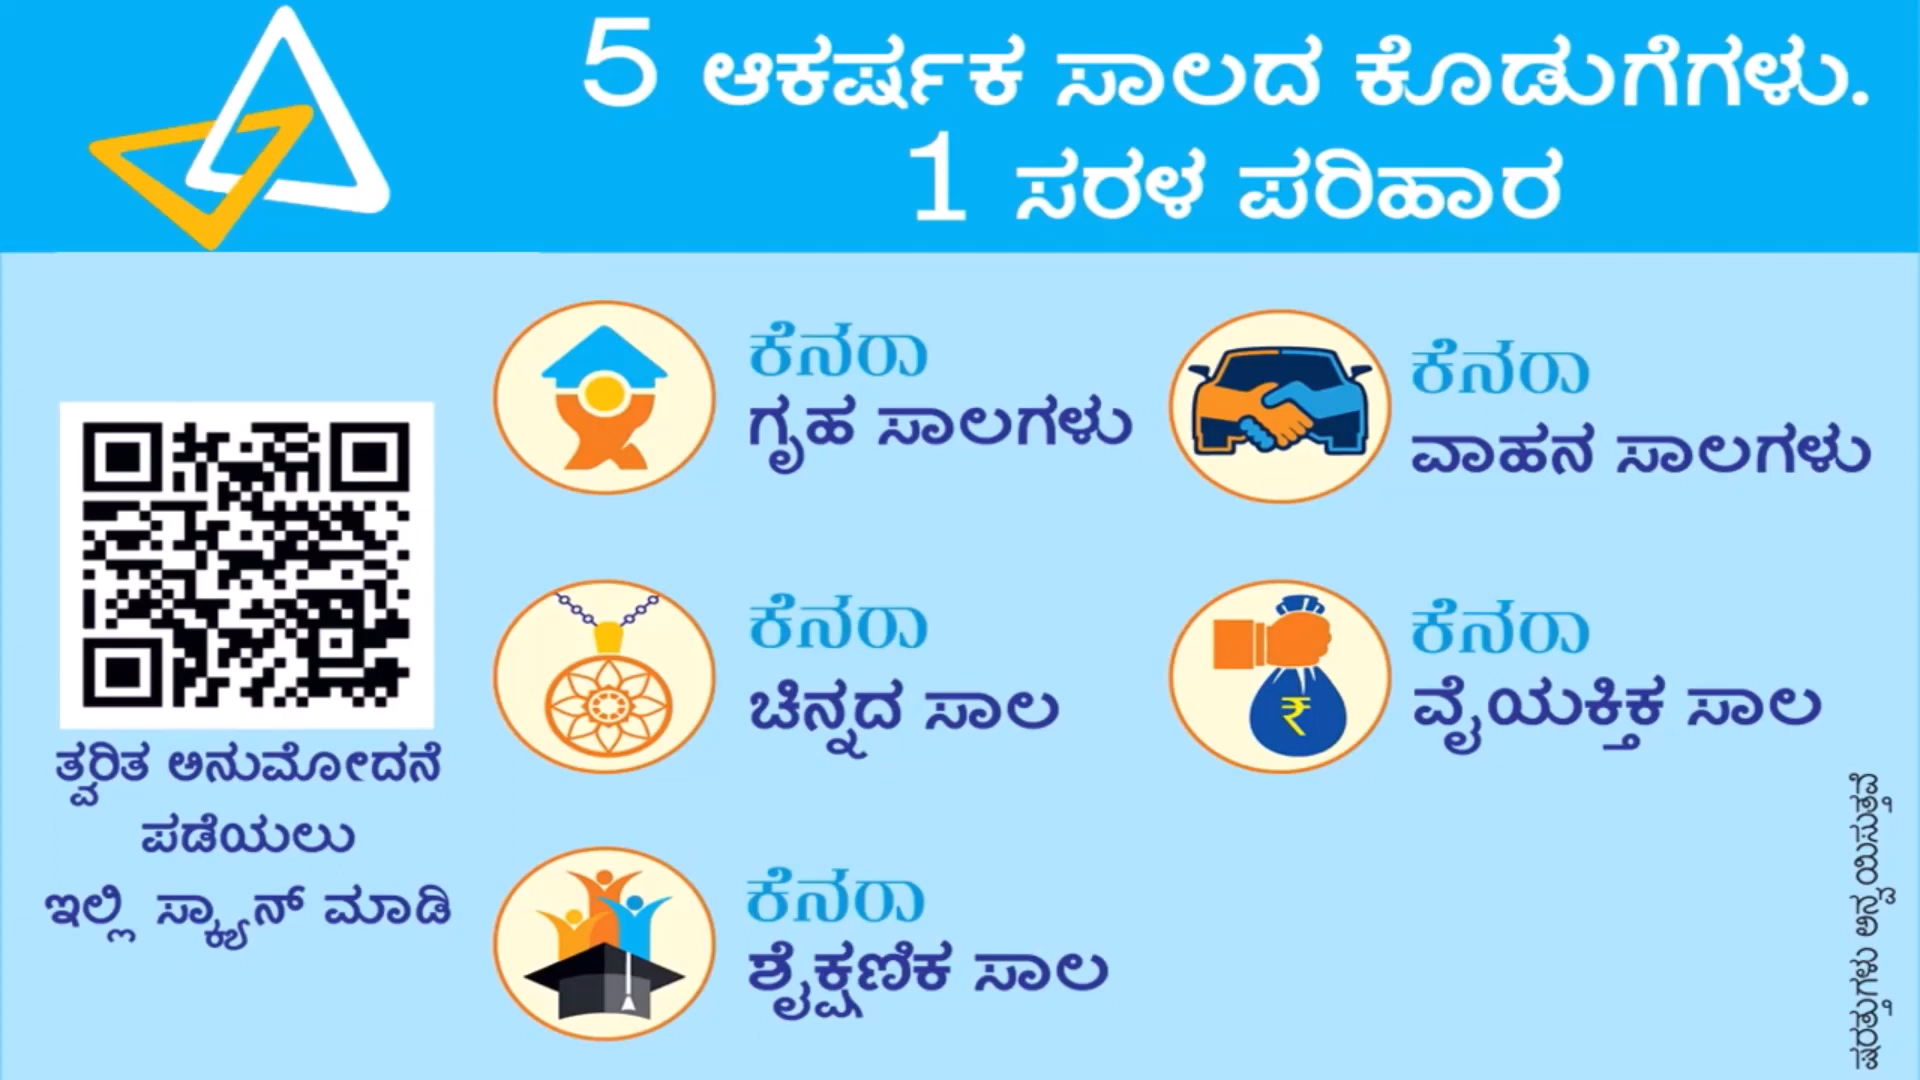 5 ಆಕರ್ಷಕ ಸಾಲದ ಕೊಡುಗೆಗಳು.
1 ಸರಳ ಪರಿಹಾರ
ಕೆನರಾ
ಗೃಹ ಸಾಲಗಳು
ಕೆನರಾ
ವಾಹನ ಸಾಲಗಳು
ಕೆನರಾ
ಚಿನ್ನದ ಸಾಲ
ಕೆನರಾ
ವೈಯಕ್ತಿಕ ಸಾಲ
ಕೆನರಾ
ಶೈಕ್ಷಣಿಕ ಸಾಲ
ತ್ವರಿತ ಅನುಮೋದನೆ
ಪಡೆಯಲು
ಇಲ್ಲಿ ಸ್ಕ್ಯಾನ್ ಮಾಡಿ
₹
ಷರತ್ತುಗಳು ಅನ್ವಯಿಸುತ್ತವೆ